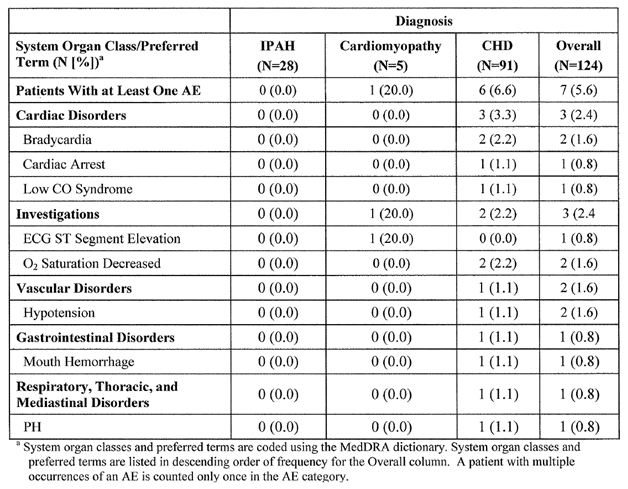 Diagnosis
System Organ Class/Preferred Term (N [%])a IPAH (N=28) Cardiomyopathy (N=5) CHD (N=91) Overall (N=124)
Patients With at Least One AE 0 (0.0) 1 (20.0) 6 (6.6) 7 (5.6)
Cardiac Disorders 0 (0.0) 0 (0.0) 3 (3.3) 3 (2.4)
Bradycardia 0 (0.0) 0 (0.0) 2 (2.2) 2 (1.6)
Cardiac Arrest 0 (0.0) 0 (0.0) 1 (1.1) 1 (0.8)
Low CO Syndrome 0 (0.0) 0 (0.0) 1 (1.1) 1 (0.8)
Investigations 0 (0.0) 1 (20.0) 2 (2.2) 3 (2.4
ECG ST Segment Elevation 0 (0.0) 1 (20.0) 0 (0.0) 1 (0.8)
O2 Saturation Decreased 0 (0.0) 0 (0.0) 2 (2.2) 2 (1.6)
Vascular Disorders 0 (0.0) 0 (0.0) 1 (1.1) 2 (1.6)
Hypotension 0 (0.0) 0 (0.0) 1 (1.1) 2 (1.6)
Gastrointestinal Disorders 0 (0.0) 0 (0.0) 1 (1.1) 1 (0.8)
Mouth Hemorrhage 0 (0.0) 0 (0.0) 1 (1.1) 1 (0.8)
Respiratory, Thoracic, and Mediastinal Disorders 0 (0.0) 0 (0.0) 1 (1.1) 1 (0.8)
PH 0 (0.0) 0 (0.0) 1 (1.1) 1 (0.8)
a System organ classes and preferred terms are coded using the MedDRA dictionary. System organ classes and
preferred terms are listed in descending order of frequency for the Overall column. A patient with multiple
occurrences of an AE is counted only once in the AE category.